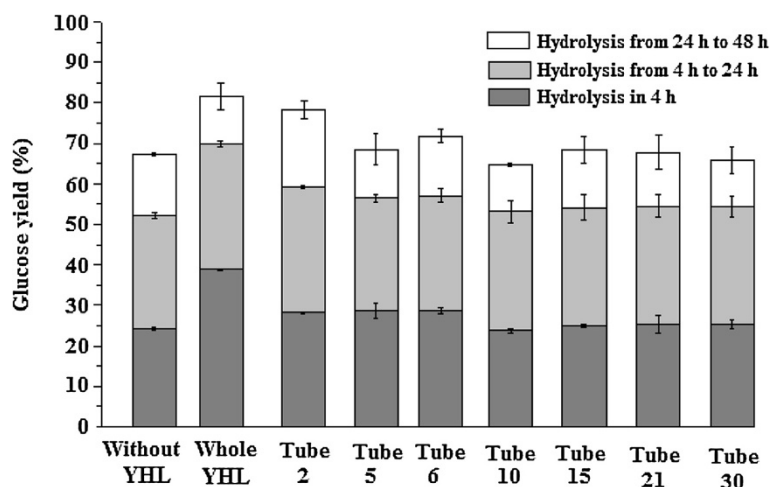 100
90
80
70
60
50
40
30
20
10
0
Glucose yield (%)
Hydrolysis from 24 h to 48 h
Hydrolysis from 4 h to 24 h
Hydrolysis in 4 h
Without YHL
Whole YHL
Tube 2
Tube 5
Tube 6
Tube 10
Tube 15
Tube 21
Tube 30